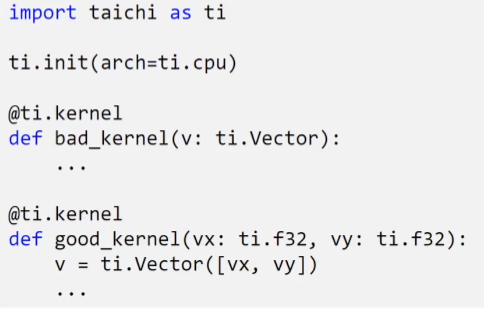 import taichi as ti
ti.init(arch=ti.cpu)
@ti.kernel
def bad_kernel(v: ti.Vector):
    ...
@ti.kernel
def good_kernel(vx: ti.f32, vy: ti.f32):
    v = ti.Vector([vx, vy])
    ...